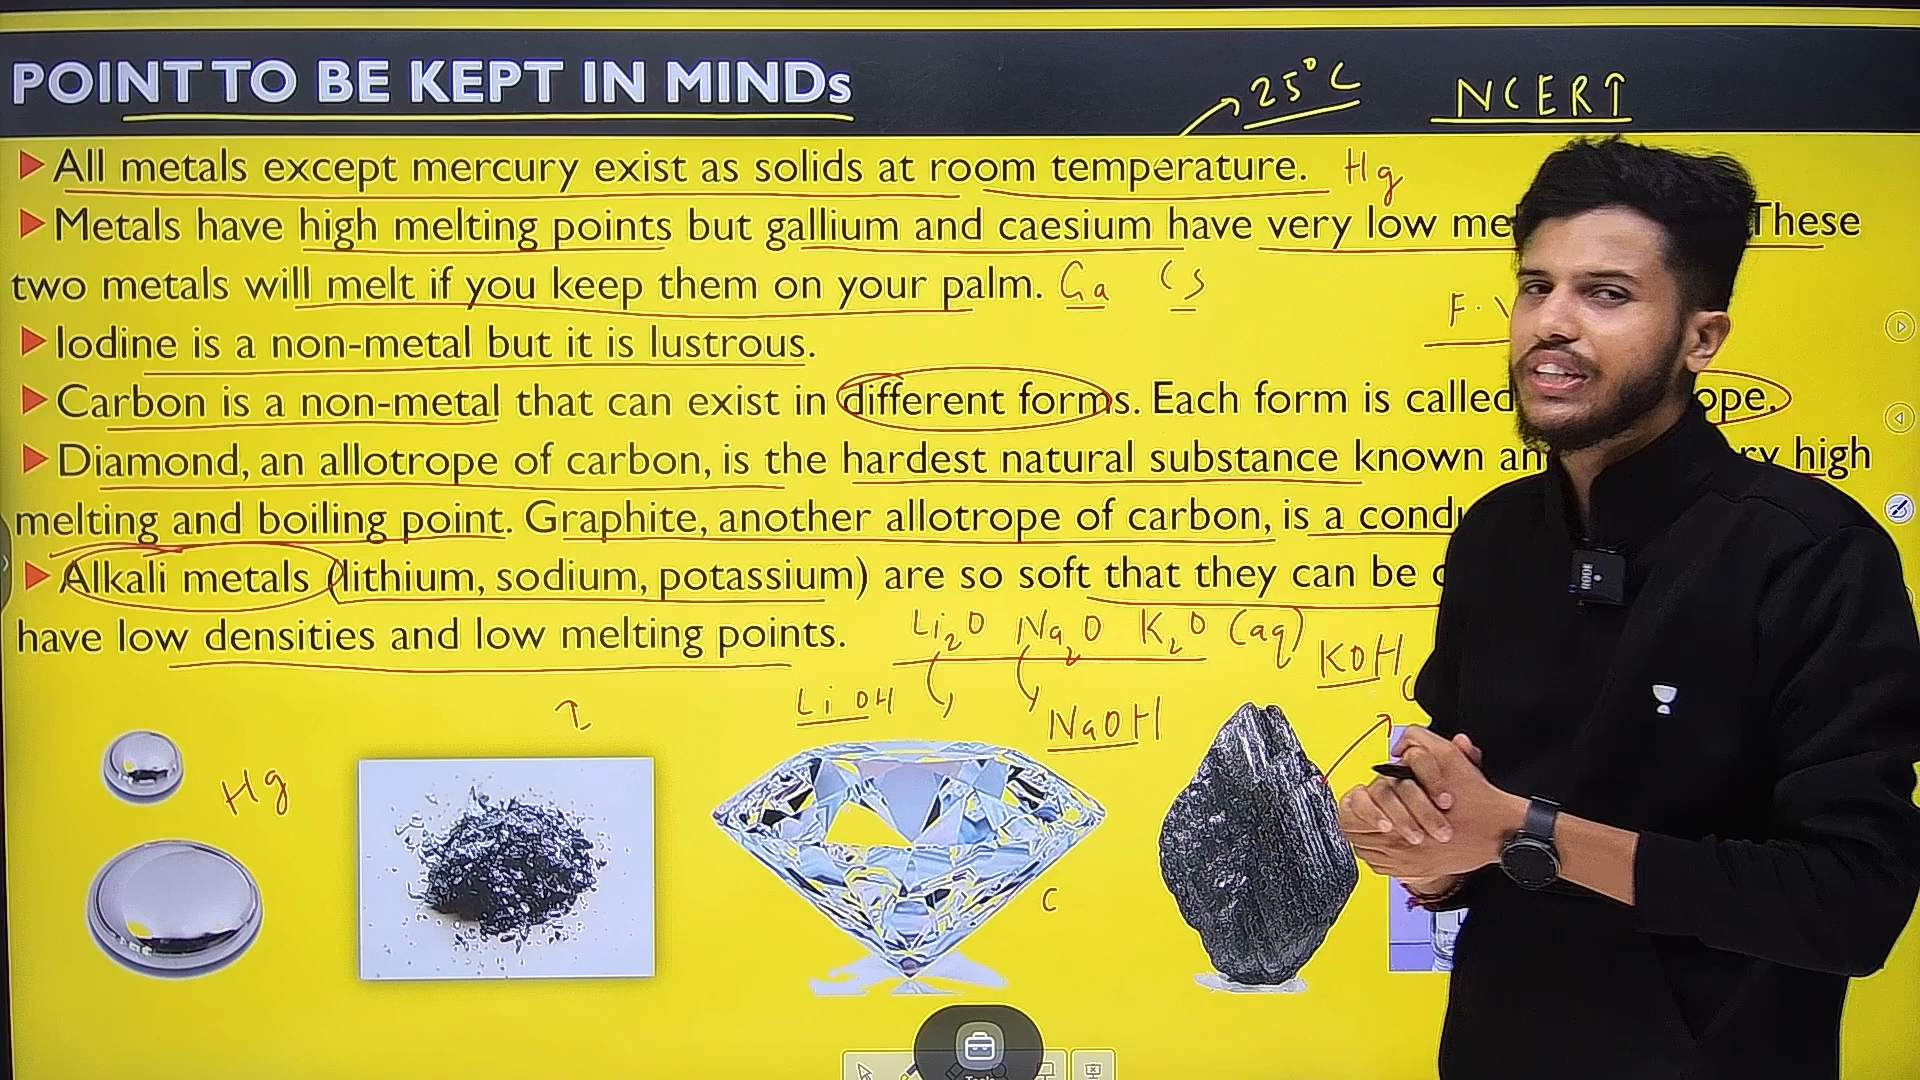 POINT TO BE KEPT IN MINDs
25°C
NCERT
All metals except mercury exist as solids at room temperature. Hg
Metals have high melting points but gallium and caesium have very low me These
two metals will melt if you keep them on your palm. Ga Cs
F.
Iodine is a non-metal but it is lustrous.
Carbon is a non-metal that can exist in different forms. Each form is called ope.
Diamond, an allotrope of carbon, is the hardest natural substance known an ry high
melting and boiling point. Graphite, another allotrope of carbon, is a condu
Alkali metals (lithium, sodium, potassium) are so soft that they can be c
have low densities and low melting points.
Li2O Na2O K2O (aq)
KOH
LiOH
NaOH
I
Hg
C
RODE